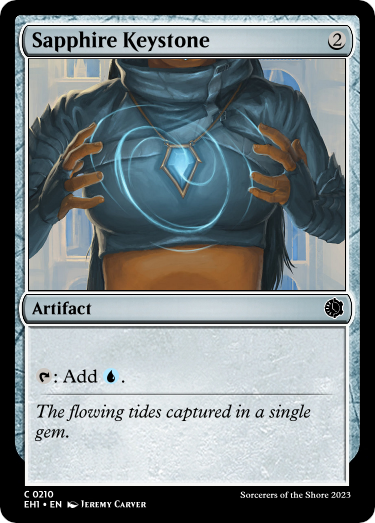 Sapphire Keystone 2
Artifact
: Add .
The flowing tides captured in a single
gem.
C 0210
EH1 • EN Jeremy Carver
Sorcerers of the Shore 2023